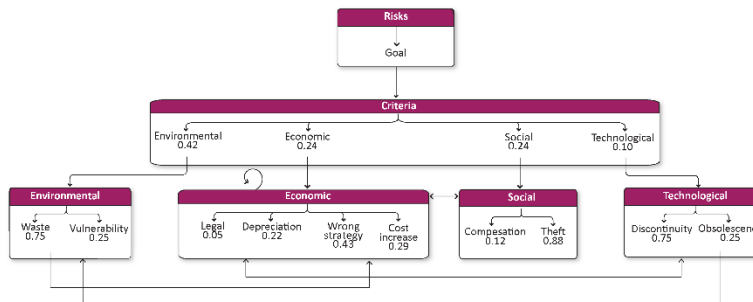 Risks
Goal
Criteria
Environmental Economic Social Technological
0.42 0.24 0.24 0.10
Environmental Economic Social Technological
Waste Vulnerability Legal Depreciation Wrong strategy Cost increase Compesation Theft Discontinuity Obsolescenc
0.75 0.25 0.05 0.22 0.43 0.29 0.12 0.88 0.75 0.25